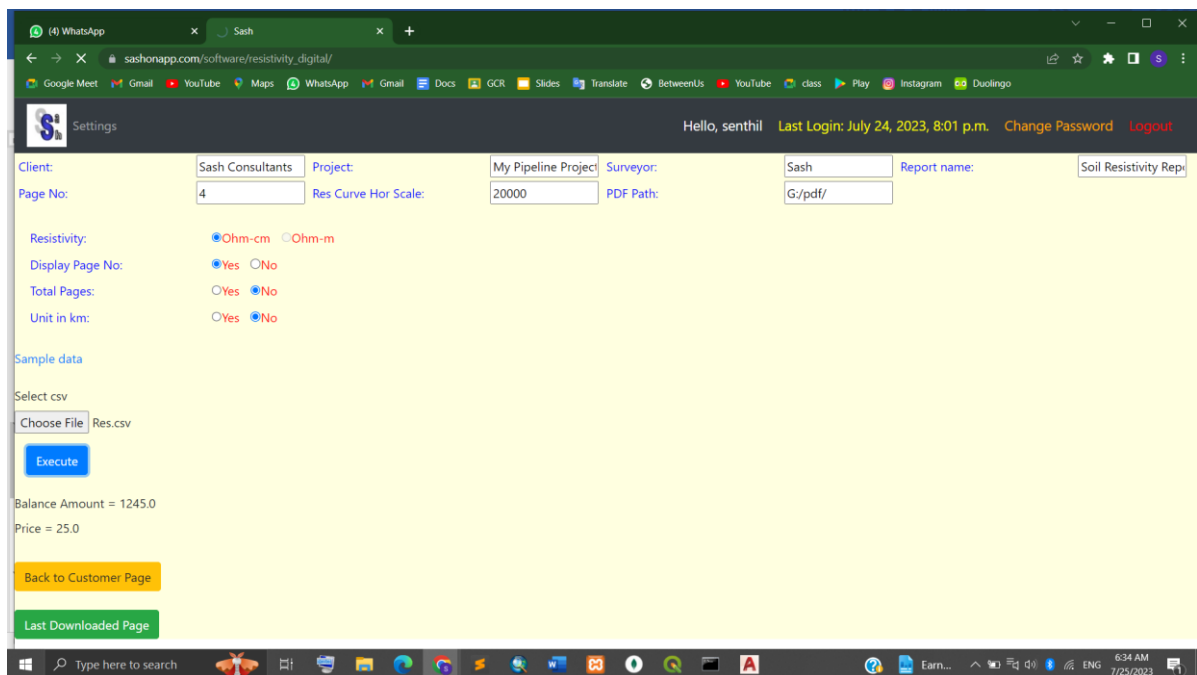 (4) WhatsApp Sash
sashonapp.com/software/resistivity_digital/ S
Google Meet Gmail YouTube Maps WhatsApp Gmail Docs GCR Slides Translate BetweenUs YouTube class Play Instagram Duolingo
Settings Hello, senthil Last Login: July 24, 2023, 8:01 p.m. Change Password Logout
Client: Sash Consultants Project: My Pipeline Project Surveyor: Sash Report name: Soil Resistivity Rep
Page No: 4 Res Curve Hor Scale: 20000 PDF Path: G:/pdf/
Resistivity: Ohm-cm Ohm-m
Display Page No: Yes No
Total Pages: Yes No
Unit in km: Yes No
Sample data
Select csv
Choose File Res.csv
Execute
Balance Amount = 1245.0
Price = 25.0
Back to Customer Page
Last Downloaded Page
Type here to search Earn... ENG 6:34 AM
7/25/2023